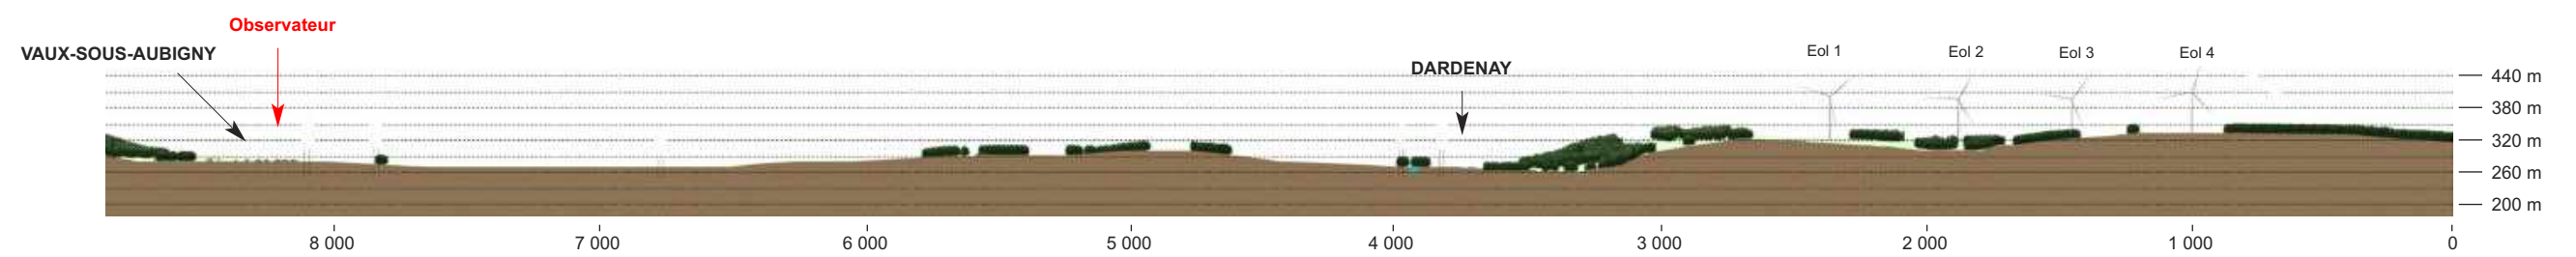 Observateur
VAUX-SOUS-AUBIGNY
DARDENAY
Eol 1
Eol 2
Eol 3
Eol 4
440 m
380 m
320 m
260 m
200 m
8 000
7 000
6 000
5 000
4 000
3 000
2 000
1 000
0